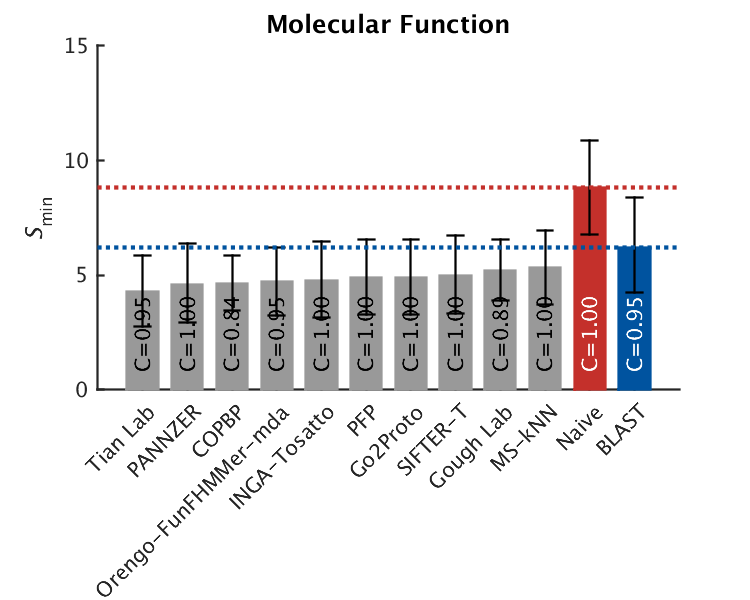 Molecular Function
15
10
5
0
Smin
C=0.95
C=1.00
C=0.84
C=0.95
C=1.00
C=1.00
C=1.00
C=1.00
C=0.89
C=1.00
C=1.00
C=0.95
Tian Lab
PANNZER
COPBP
Orengo-FunFHMMer-mda
INGA-Tosatto
PFP
Go2Proto
SIFTER-T
Gough Lab
MS-kNN
Naive
BLAST